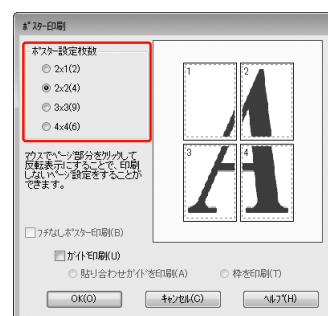 ﾎﾟｽﾀｰ印刷
ﾎﾟｽﾀｰ設定枚数
2x1(2)
2x2(4)
3x3(9)
4x4(6)
ﾏｳｽでﾍﾟｰｼﾞ部分をｸﾘｯｸして
反転表示にすることで、印刷
しないﾍﾟｰｼﾞ設定をすることが
できます。
1
2
3
4
ﾌﾁなしﾎﾟｽﾀｰ印刷(B)
ｶﾞｲﾄﾞ印刷(U)
貼り合わせｶﾞｲﾄﾞを印刷(A)
枠を印刷(T)
OK(O)
ｷｬﾝｾﾙ(C)
ﾍﾙﾌﾟ(H)